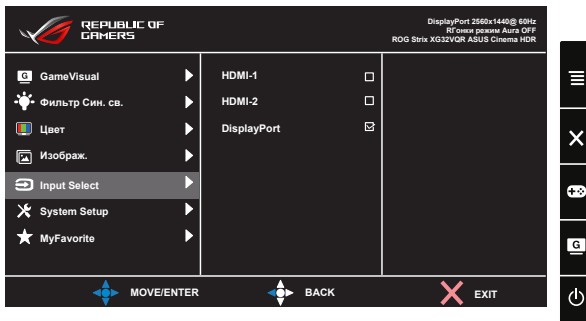 REPUBLIC OF
GAMERS
DisplayPort 2560x1440@ 60Hz
RГонки режим Aura OFF
ROG Strix XG32VQR ASUS Cinema HDR
G GameVisual
Фильтр Син. св.
Цвет
Изображ.
Input Select
System Setup
MyFavorite
HDMI-1
HDMI-2
DisplayPort
MOVE/ENTER
BACK
EXIT
G